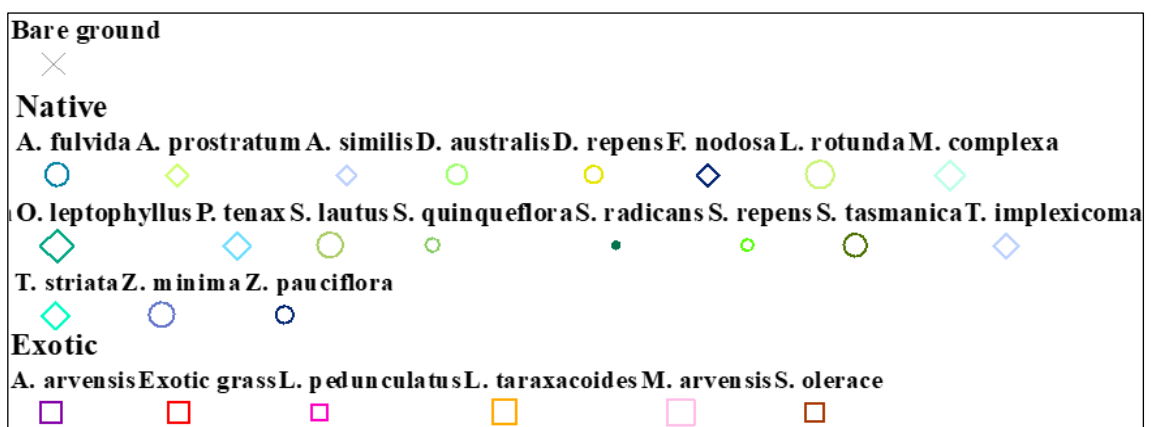 Bare ground
Native
A. fulvida A. prostratum A. similis D. australis D. repens F. nodosa L. rotunda M. complexa
O. leptophyllus P. tenax S. lautus S. quinqueflora S. radicans S. repens S. tasmanica T. implexicoma
T. striata Z. minima Z. pauciflora
Exotic
A. arvensis Exotic grass L. pedunculatus L. taraxacoides M. arvensis S. olerace